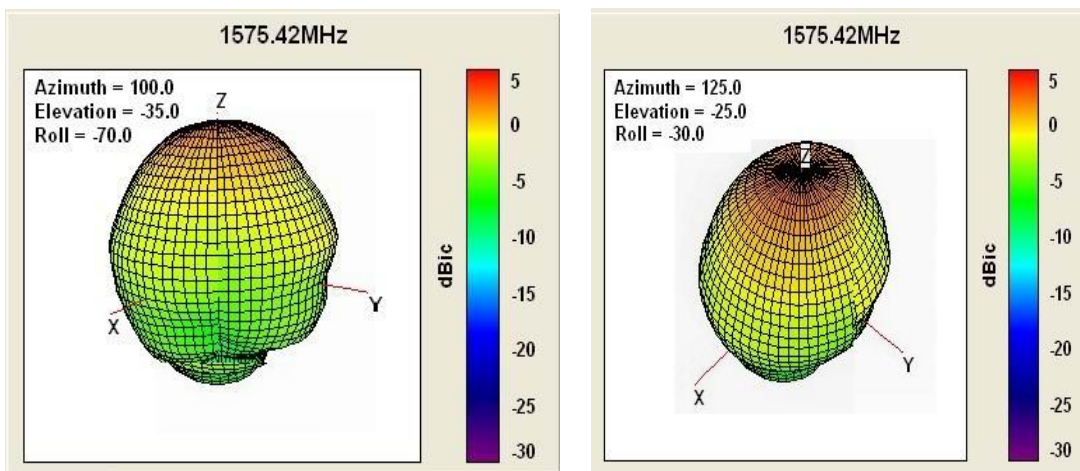 1575.42MHz
Azimuth = 100.0
Elevation = -35.0
Roll = -70.0
Z
X
Y
5
0
-5
-10
-15
-20
-25
-30
dBic
1575.42MHz
Azimuth = 125.0
Elevation = -25.0
Roll = -30.0
Z
X
Y
5
0
-5
-10
-15
-20
-25
-30
dBic